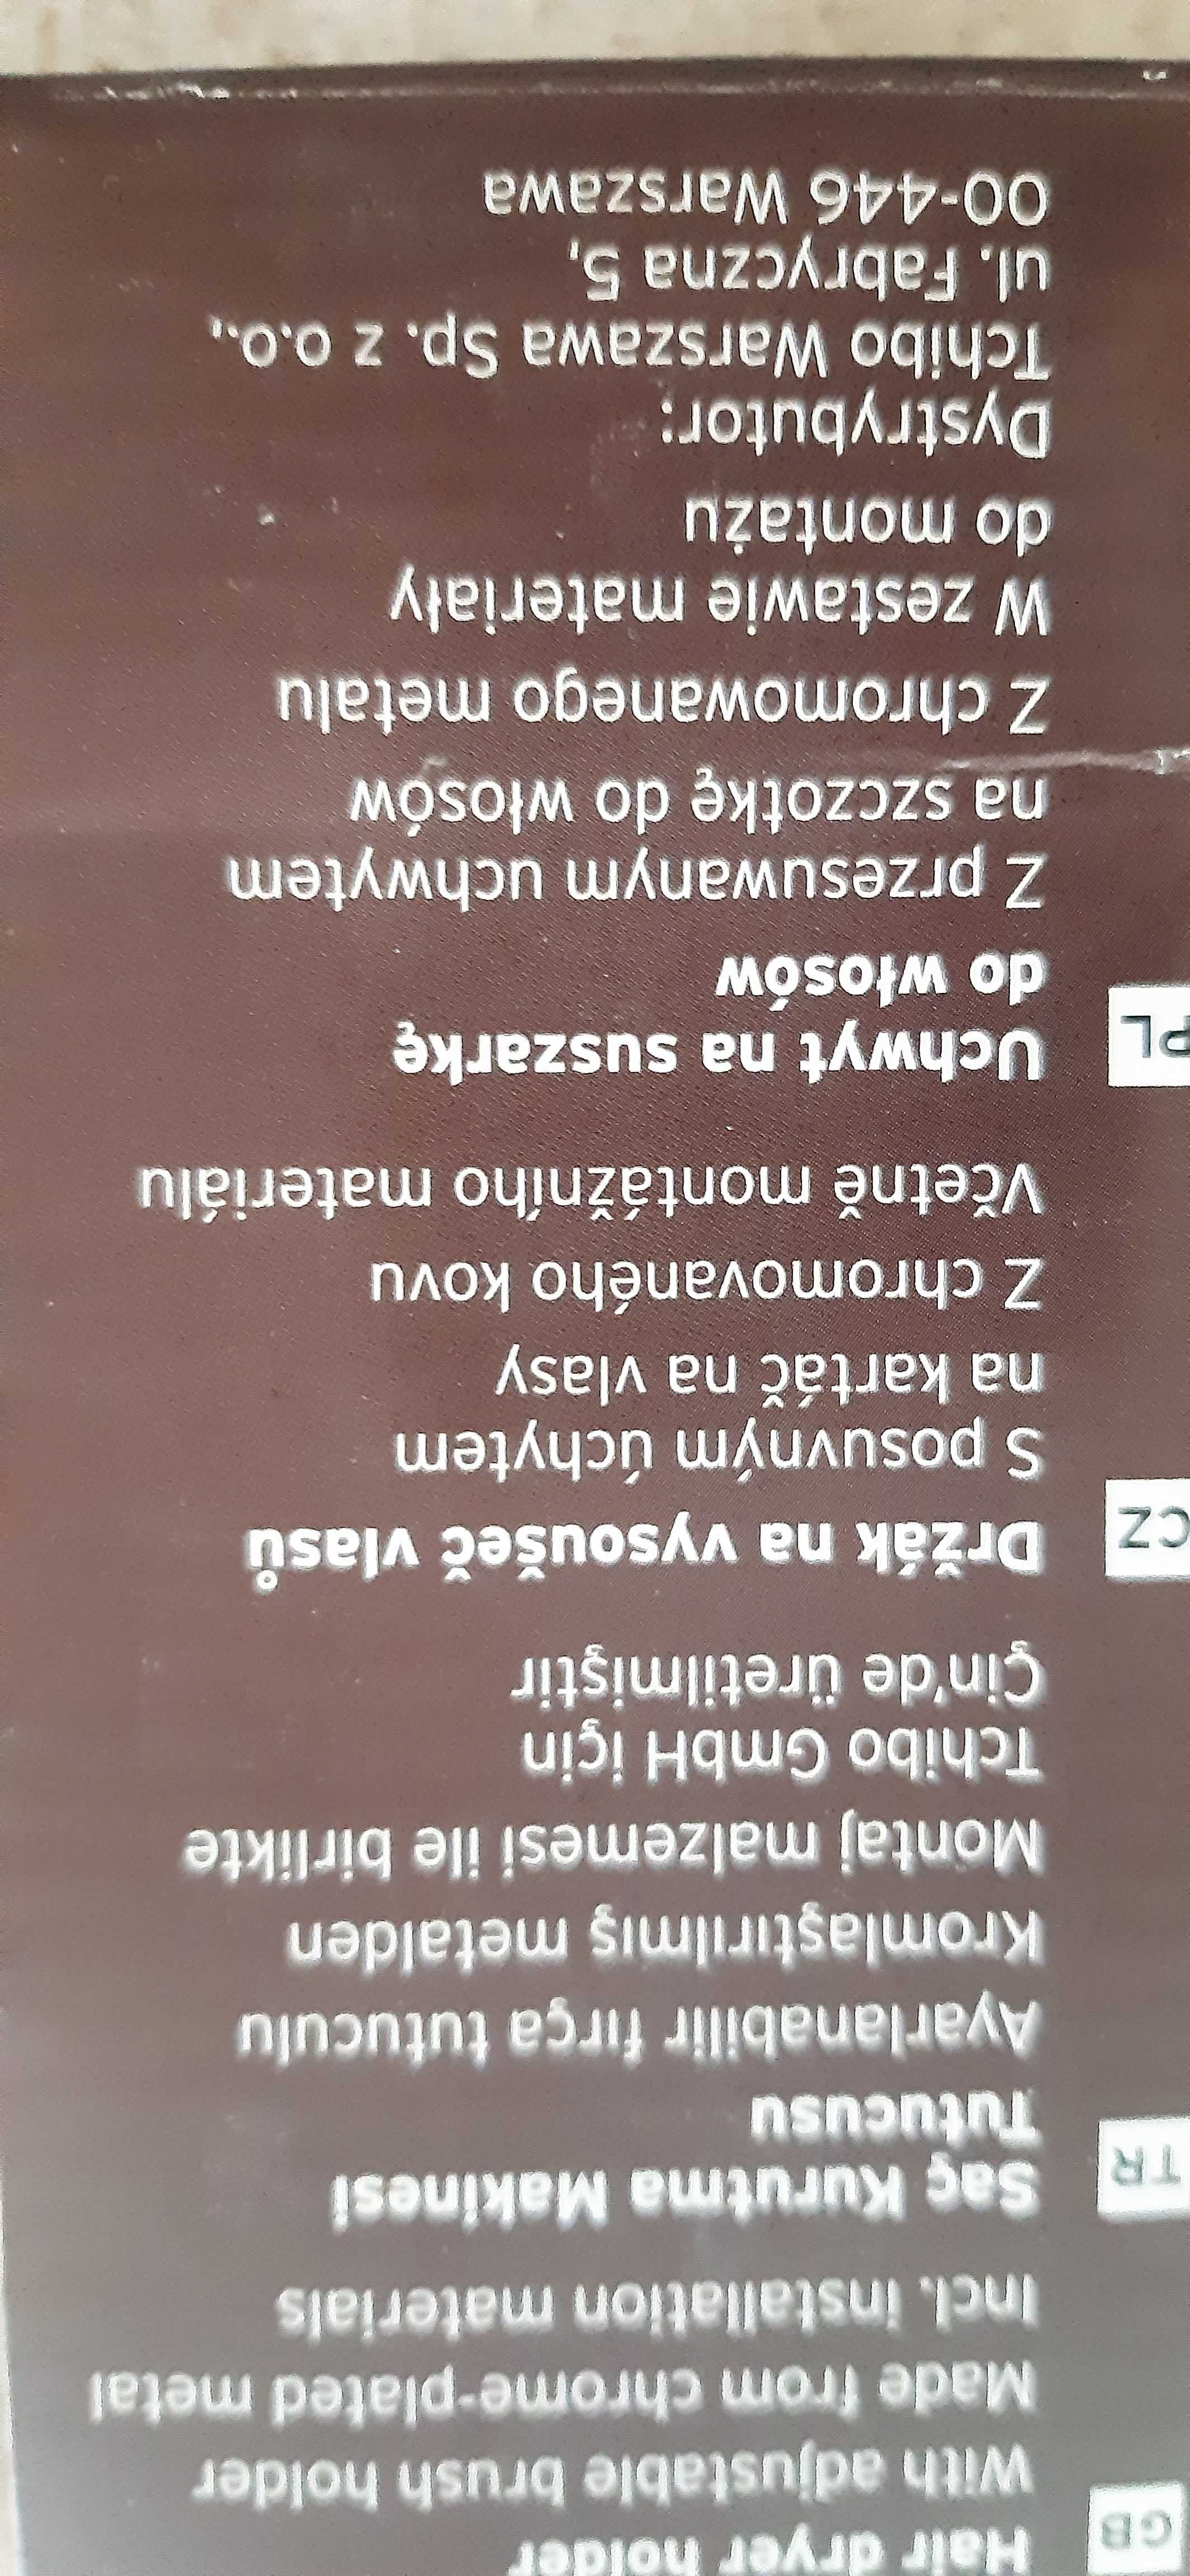 GB
Hair dryer holder
With adjustable brush holder
Made from chrome-plated metal
Incl. installation materials
TR
Saç Kurutma Makinesi
Tutucusu
Ayarlanabilir fırça tutuculu
Kromlaştırılmış metalden
Montaj malzemesi ile birlikte
Tchibo GmbH için
Çin'de üretilmiştir
CZ
Držák na vysoušeč vlasů
S posuvným úchytem
na kartáč na vlasy
Z chromovaného kovu
Včetně montážního materiálu
PL
Uchwyt na suszarkę
do włosów
Z przesuwanym uchwytem
na szczotkę do włosów
Z chromowanego metalu
W zestawie materiały
do montażu
Dystrybutor:
Tchibo Warszawa Sp. z o.o.,
ul. Fabryczna 5,
00-446 Warszawa